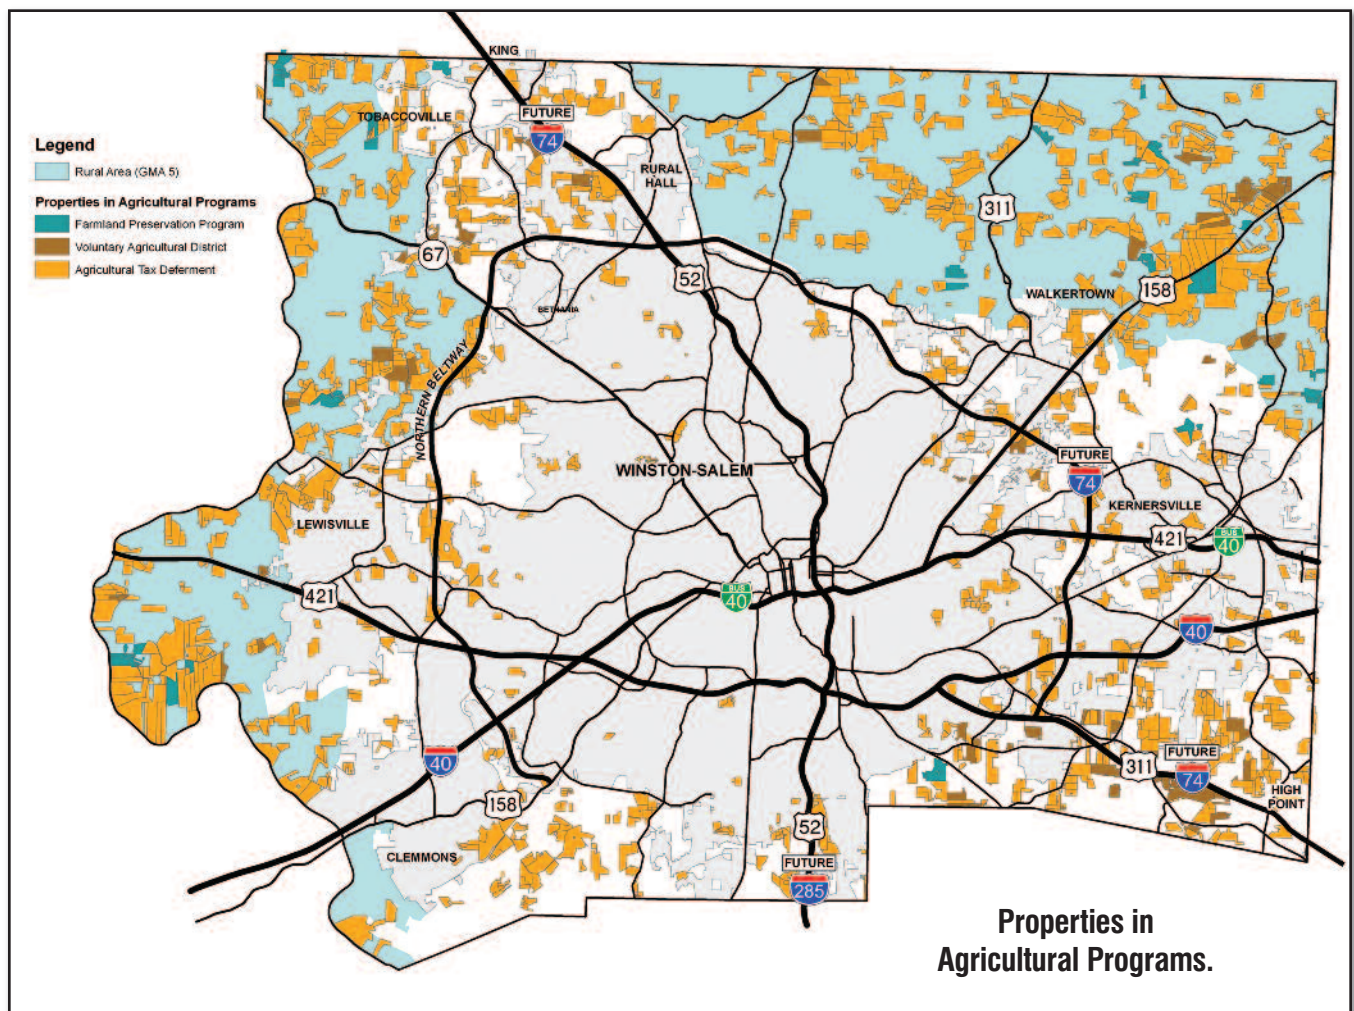 KING
TOBACCOVILLE
FUTURE
74
Legend
Rural Area (GMA 5)
RURAL
HALL
Properties in Agricultural Programs
Farmland Preservation Program
Voluntary Agricultural District
Agricultural Tax Deferment
311
67
52
WALKERTOWN
158
BETHANIA
NORTHERN BELTWAY
WINSTON-SALEM
FUTURE
74
KERNERSVILLE
LEWISVILLE
421
BUS
40
421
BUS
40
40
40
311
FUTURE
74
HIGH
POINT
158
52
CLEMMONS
FUTURE
285
Properties in
Agricultural Programs.